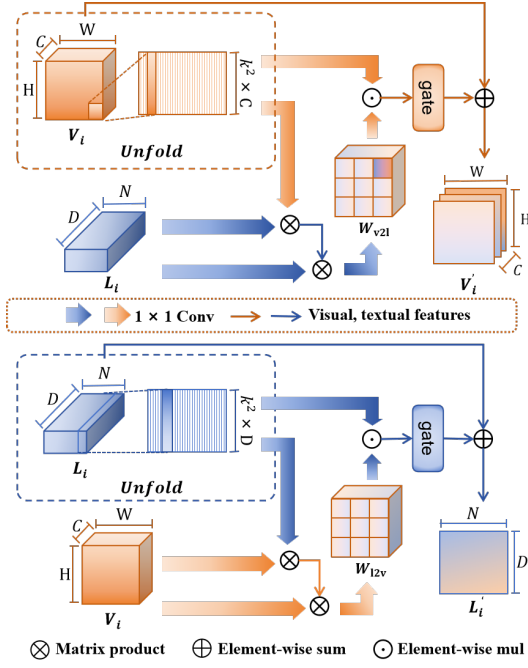 C
W
H
V_i
k² × C
Unfold
gate
N
D
L_i
W_v2l
W
H
C
V_i'
1 × 1 Conv
Visual, textual features
N
D
L_i
k² × D
Unfold
gate
C
W
H
V_i
W_l2v
N
D
L_i'
Matrix product
Element-wise sum
Element-wise mul